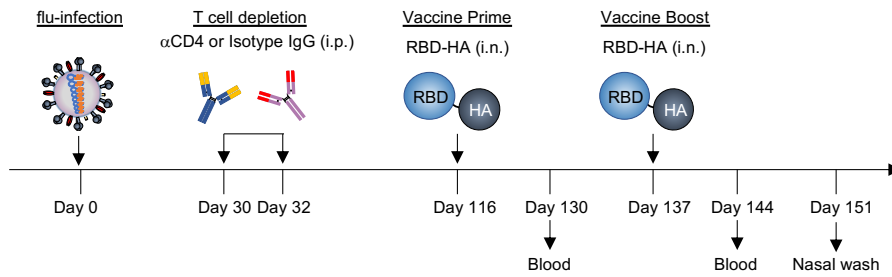 flu-infection
T cell depletion
αCD4 or Isotype IgG (i.p.)
Vaccine Prime
RBD-HA (i.n.)
Vaccine Boost
RBD-HA (i.n.)
RBD
HA
RBD
HA
Day 0
Day 30
Day 32
Day 116
Day 130
Day 137
Day 144
Day 151
Blood
Blood
Nasal wash